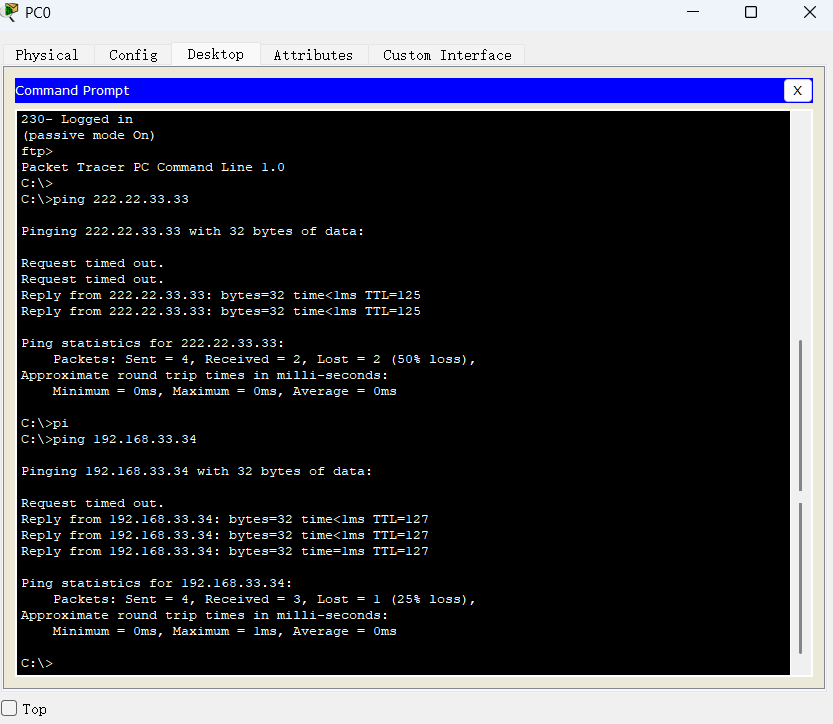 PC0
Physical Config Desktop Attributes Custom Interface
Command Prompt X
230- Logged in
(passive mode On)
ftp>
Packet Tracer PC Command Line 1.0
C:\>
C:\>ping 222.22.33.33
Pinging 222.22.33.33 with 32 bytes of data:
Request timed out.
Request timed out.
Reply from 222.22.33.33: bytes=32 time<1ms TTL=125
Reply from 222.22.33.33: bytes=32 time<1ms TTL=125
Ping statistics for 222.22.33.33:
Packets: Sent = 4, Received = 2, Lost = 2 (50% loss),
Approximate round trip times in milli-seconds:
Minimum = 0ms, Maximum = 0ms, Average = 0ms
C:\>pi
C:\>ping 192.168.33.34
Pinging 192.168.33.34 with 32 bytes of data:
Request timed out.
Reply from 192.168.33.34: bytes=32 time<1ms TTL=127
Reply from 192.168.33.34: bytes=32 time<1ms TTL=127
Reply from 192.168.33.34: bytes=32 time=1ms TTL=127
Ping statistics for 192.168.33.34:
Packets: Sent = 4, Received = 3, Lost = 1 (25% loss),
Approximate round trip times in milli-seconds:
Minimum = 0ms, Maximum = 1ms, Average = 0ms
C:\>
Top